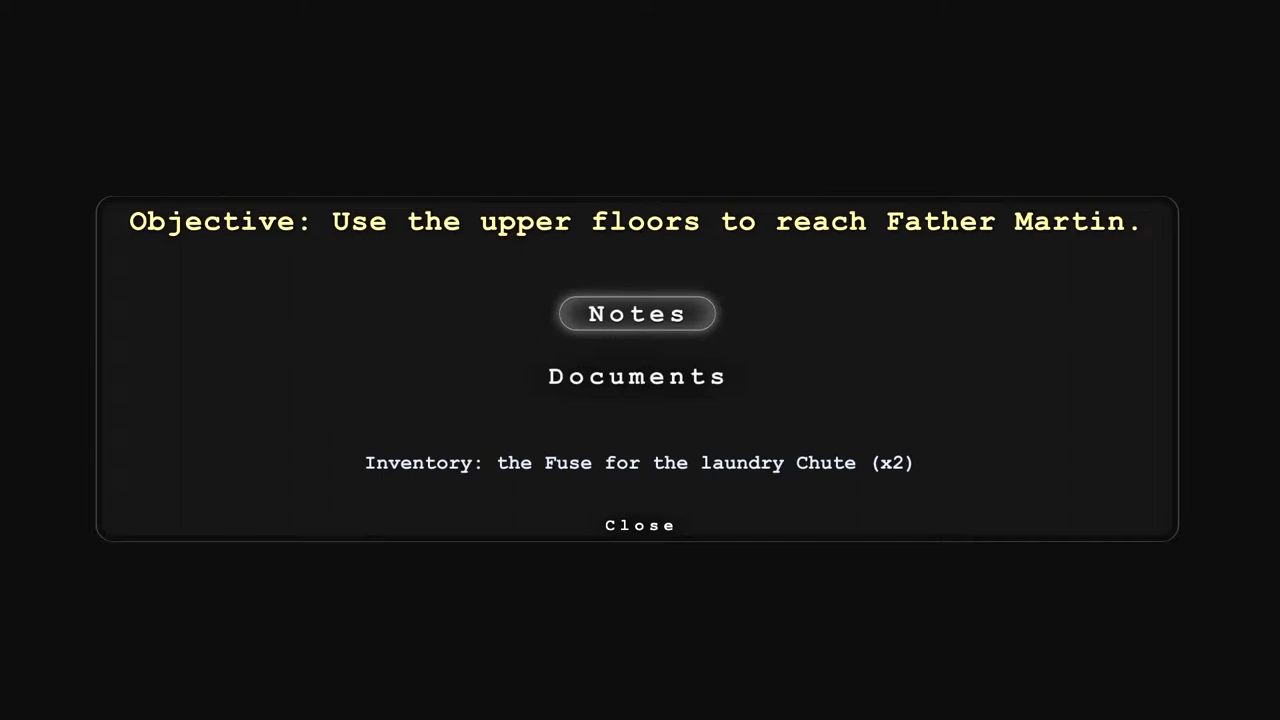 Objective: Use the upper floors to reach Father Martin.
Notes
Documents
Inventory: the Fuse for the laundry Chute (x2)
Close